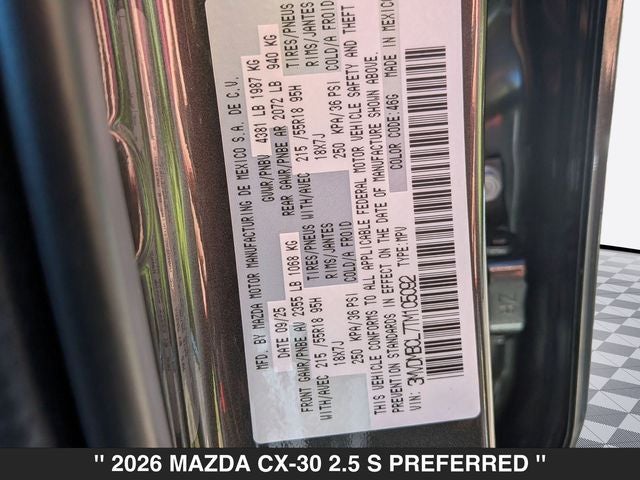 BY MAZDA MOTOR MANUFACTURING DE MEXICO S.A. DE C.V.
DATE 09/25 GVWR/PNBV 4381 LB 1987 KG
FRONT GAWR/PNBE AV 2355 LB 1068 KG REAR GAWR/PNBE AR 2072 LB 940 KG
WITH/AVEC 215 /55R18 95H TIRES/PNEUS WITH/AVEC 215 /55R18 95H TIRES/PNEUS
18X7J RIMS/JANTES 18X7J RIMS/JANTES
250 KPA/36 PSI COLD/A FROID 250 KPA/36 PSI COLD/A FROID
THIS VEHICLE CONFORMS TO ALL APPLICABLE FEDERAL MOTOR VEHICLE SAFETY AND THEFT
PREVENTION STANDARDS IN EFFECT ON THE DATE OF MANUFACTURE SHOWN ABOVE.
VIN: 3MVDMBCL7TM105092 TYPE:MPV COLOR CODE:46G MADE IN MEXICO
" 2026 MAZDA CX-30 2.5 S PREFERRED "